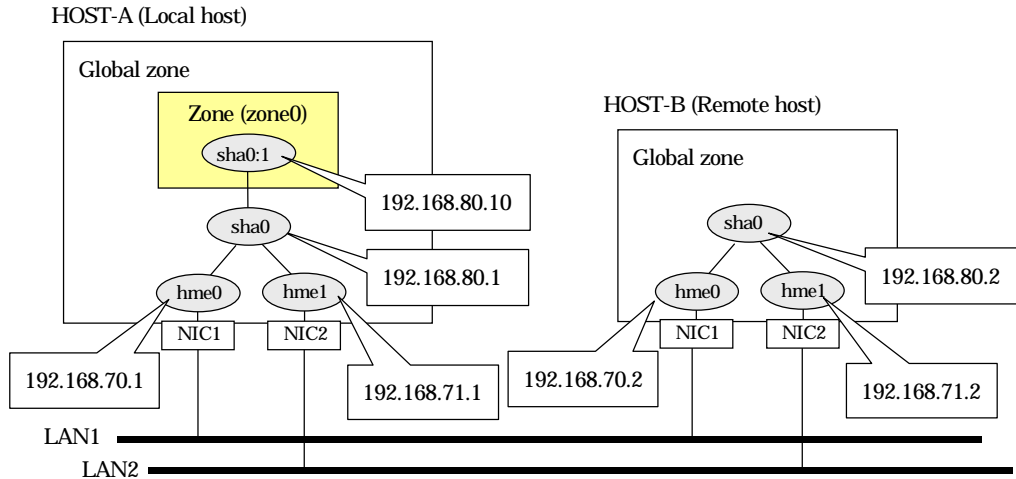 HOST-A (Local host)
Global zone
Zone (zone0)
sha0:1
192.168.80.10
sha0
192.168.80.1
hme0
hme1
NIC1
NIC2
192.168.70.1
192.168.71.1
HOST-B (Remote host)
Global zone
sha0
192.168.80.2
hme0
hme1
NIC1
NIC2
192.168.70.2
192.168.71.2
LAN1
LAN2